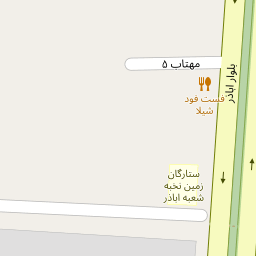 مهتاب ۵
بلوار اباذر
فست فود
شیلا
ستارگان
زمین نخبه
شعبه اباذر